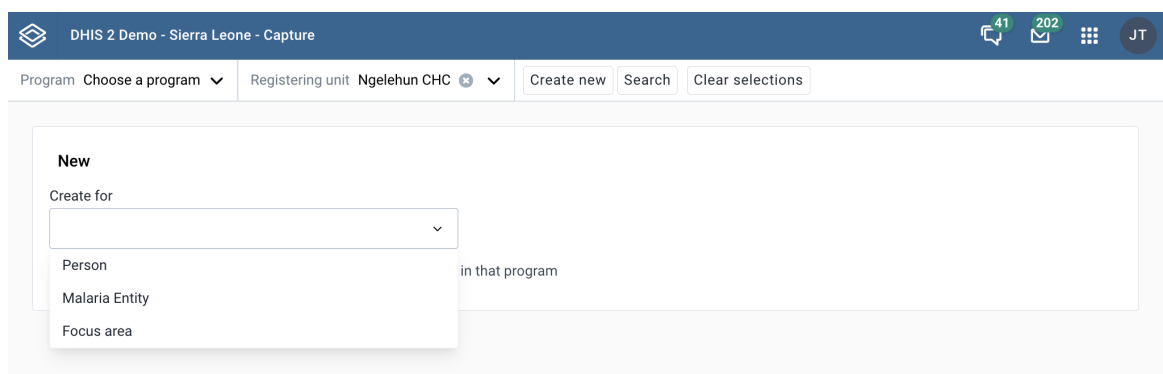 DHIS 2 Demo - Sierra Leone - Capture
41
202
JT
Program Choose a program
Registering unit Ngelehun CHC
Create new
Search
Clear selections
New
Create for
Person
in that program
Malaria Entity
Focus area